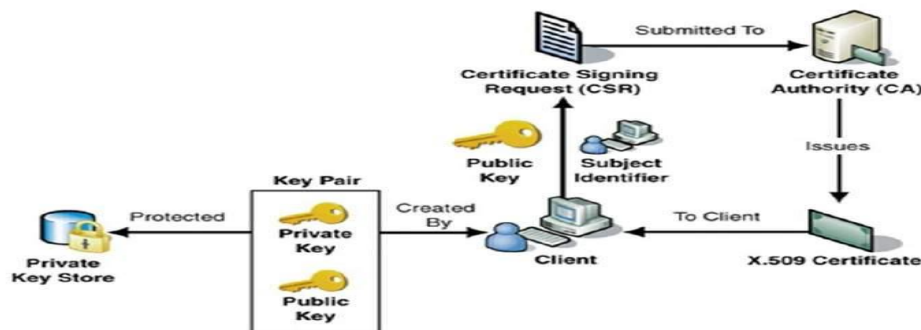 Submitted To
Certificate Signing
Request (CSR)
Certificate
Authority (CA)
Public
Key
Subject
Identifier
Issues
Key Pair
Protected
Private
Key
Created
By
To Client
Private
Key Store
Client
X.509 Certificate
Public
Key